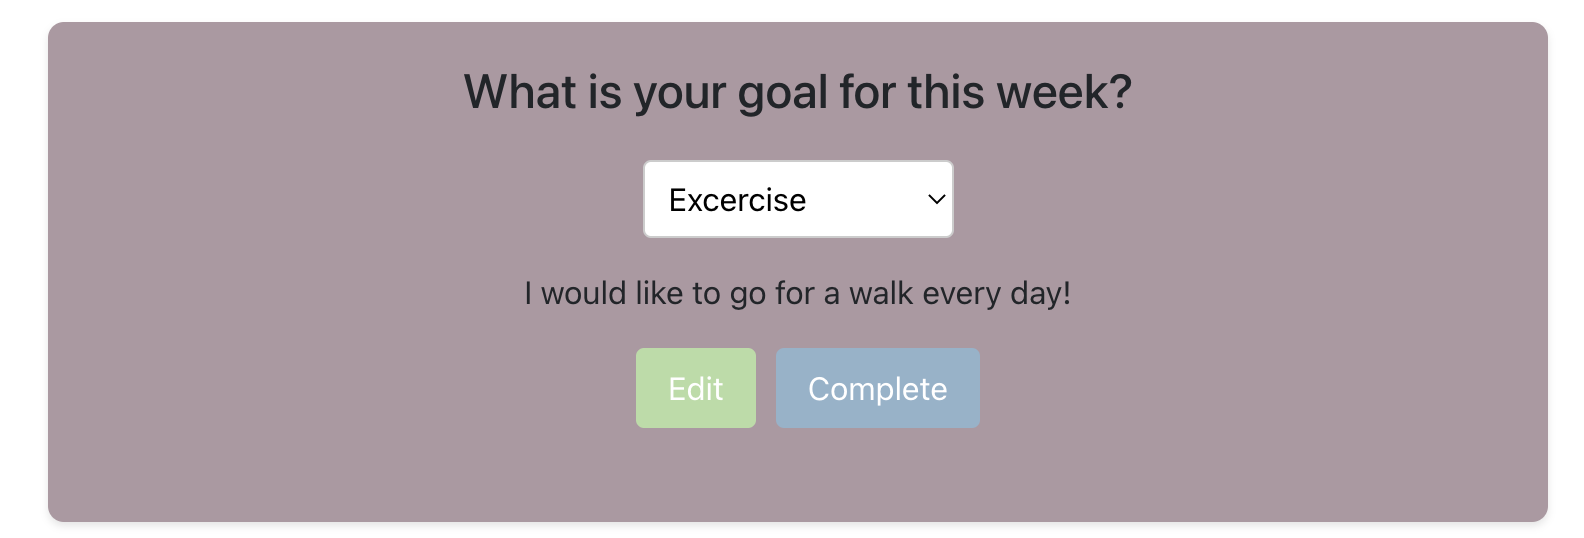 What is your goal for this week?
Excercise
I would like to go for a walk every day!
Edit Complete